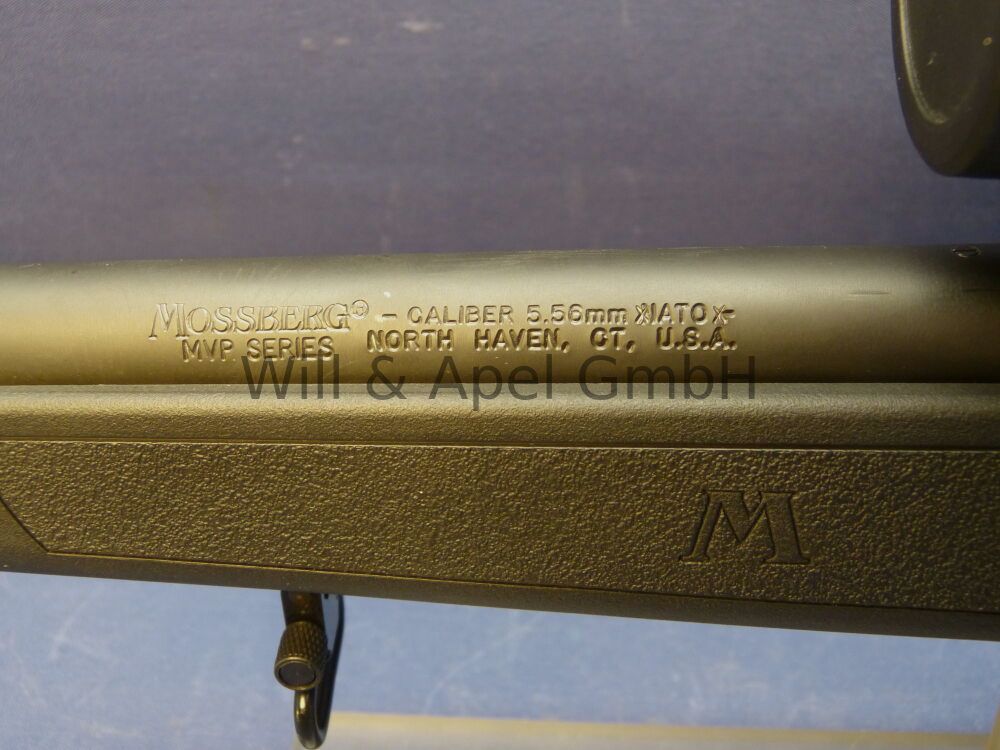 MOSSBERG® – CALIBER 5.56mm NATO –
MVP SERIES NORTH HAVEN, CT, U.S.A.
Will & Apel GmbH
M